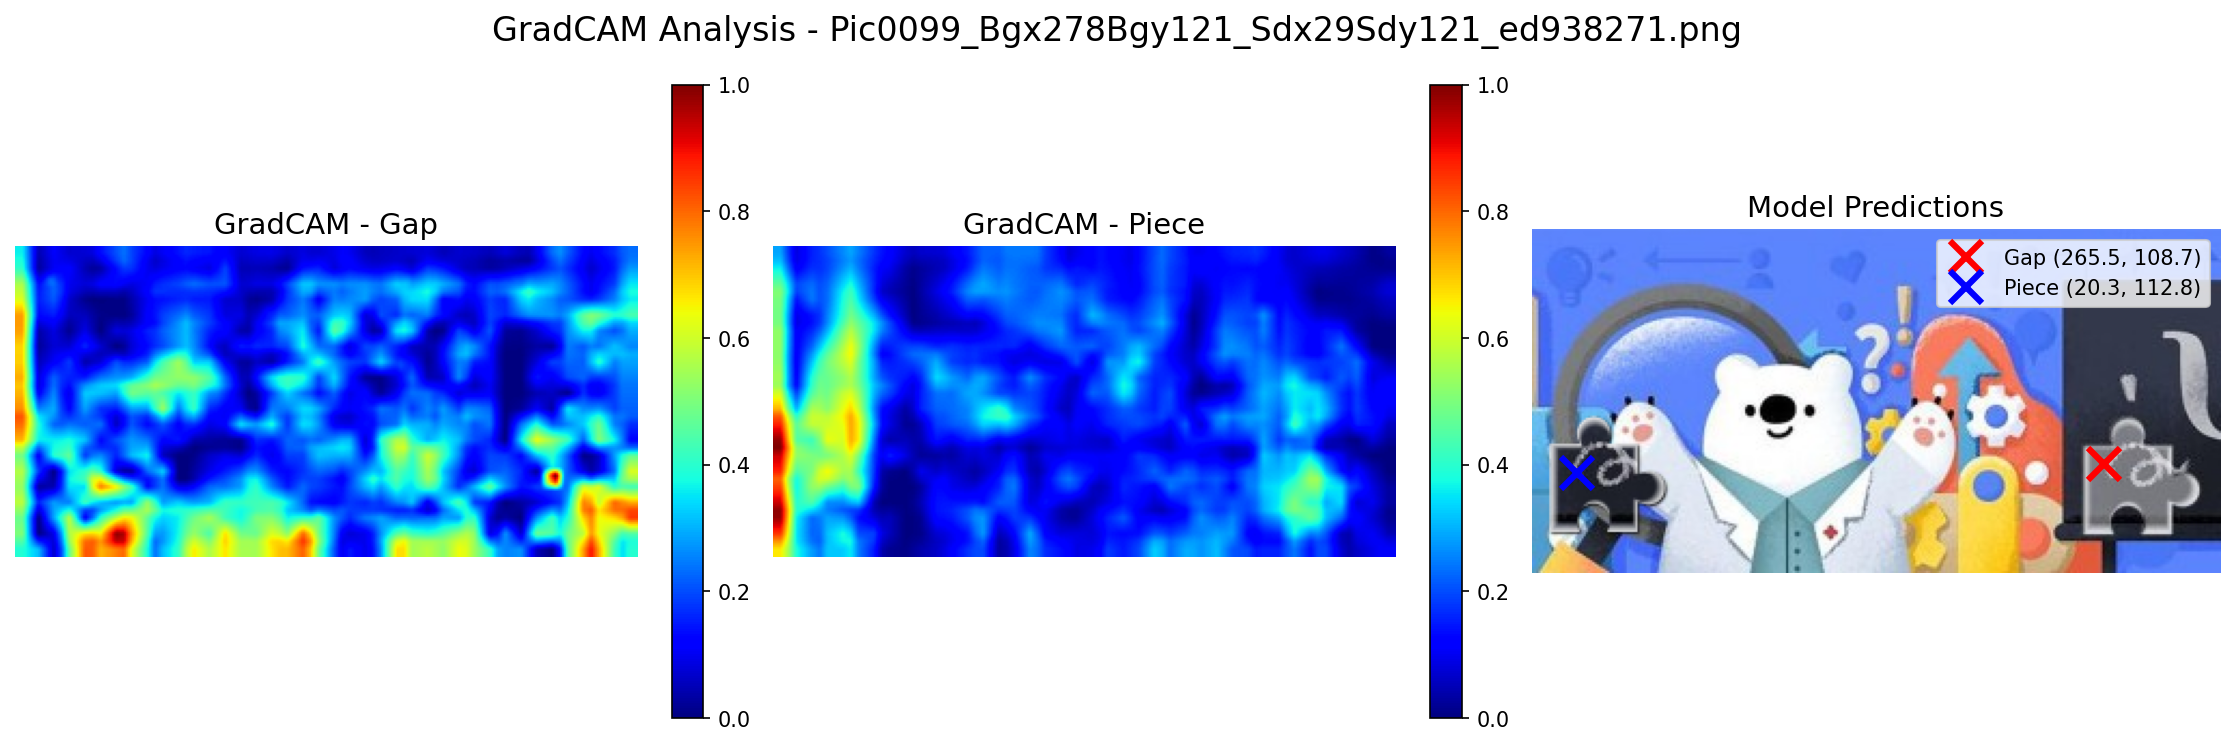 GradCAM Analysis - Pic0099_Bgx278Bgy121_Sdx29Sdy121_ed938271.png
GradCAM - Gap
1.0
0.8
0.6
0.4
0.2
0.0
GradCAM - Piece
1.0
0.8
0.6
0.4
0.2
0.0
Model Predictions
Gap (265.5, 108.7)
Piece (20.3, 112.8)
?
!